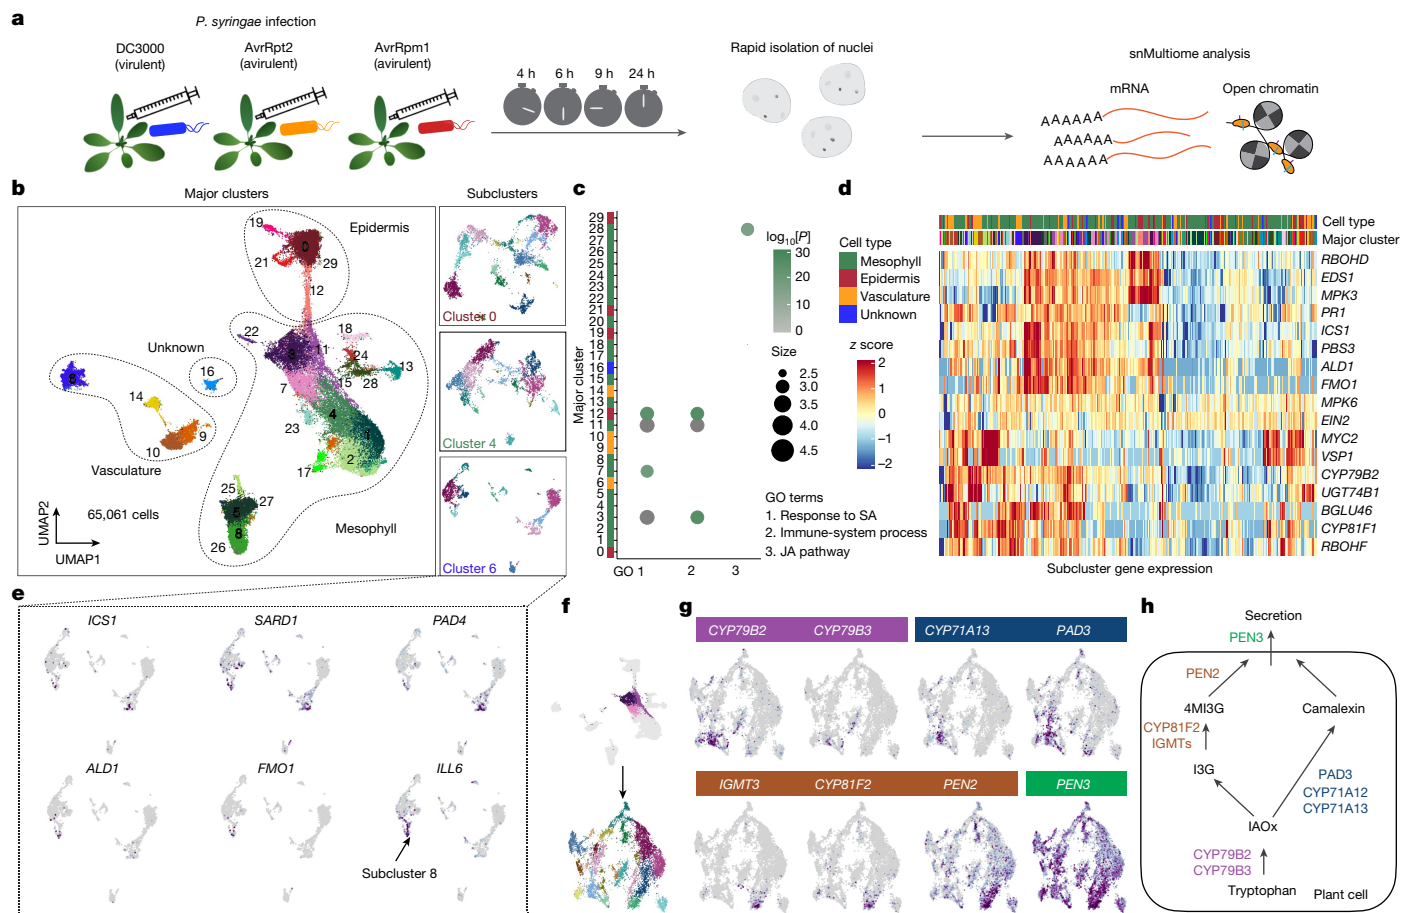 a
P. syringae infection
DC3000
(virulent)
AvrRpt2
(avirulent)
AvrRpm1
(avirulent)
4 h
6 h
9 h
24 h
Rapid isolation of nuclei
snMultiome analysis
mRNA
Open chromatin
AAAAAA
AAAAAA
AAAAAA
b
Major clusters
Subclusters
Epidermis
19
0
21
29
12
22
18
3
11
24
13
Unknown
16
15
28
7
6
14
4
23
1
9
10
2
17
Vasculature
25
27
5
8
26
Mesophyll
65,061 cells
UMAP2
UMAP1
Cluster 0
Cluster 4
Cluster 6
c
Major cluster
29
28
27
26
25
24
23
22
21
20
19
18
17
16
15
14
13
12
11
10
9
8
7
6
5
4
3
2
1
0
GO 1
2
3
log10[P]
30
20
10
0
Size
2.5
3.0
3.5
4.0
4.5
GO terms
1. Response to SA
2. Immune-system process
3. JA pathway
d
Cell type
Mesophyll
Epidermis
Vasculature
Unknown
z score
2
1
0
−1
−2
Cell type
Major cluster
RBOHD
EDS1
MPK3
PR1
ICS1
PBS3
ALD1
FMO1
MPK6
EIN2
MYC2
VSP1
CYP79B2
UGT74B1
BGLU46
CYP81F1
RBOHF
Subcluster gene expression
e
ICS1
SARD1
PAD4
ALD1
FMO1
ILL6
Subcluster 8
f
g
CYP79B2
CYP79B3
CYP71A13
PAD3
IGMT3
CYP81F2
PEN2
PEN3
h
Secretion
PEN3
PEN2
4MI3G
Camalexin
CYP81F2
IGMTs
I3G
PAD3
CYP71A12
CYP71A13
IAOx
CYP79B2
CYP79B3
Tryptophan
Plant cell